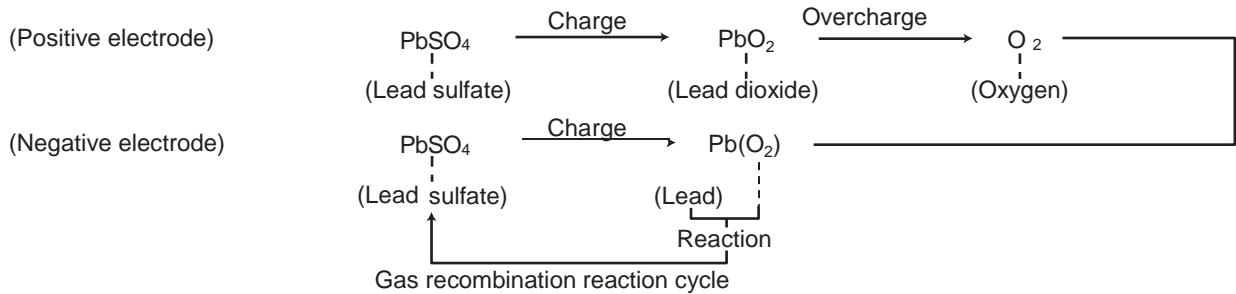 Charge
Overcharge
(Positive electrode) PbSO4 PbO2 O 2
(Lead sulfate) (Lead dioxide) (Oxygen)
Charge
(Negative electrode) PbSO4 Pb(O2)
(Lead sulfate) (Lead)
Reaction
Gas recombination reaction cycle